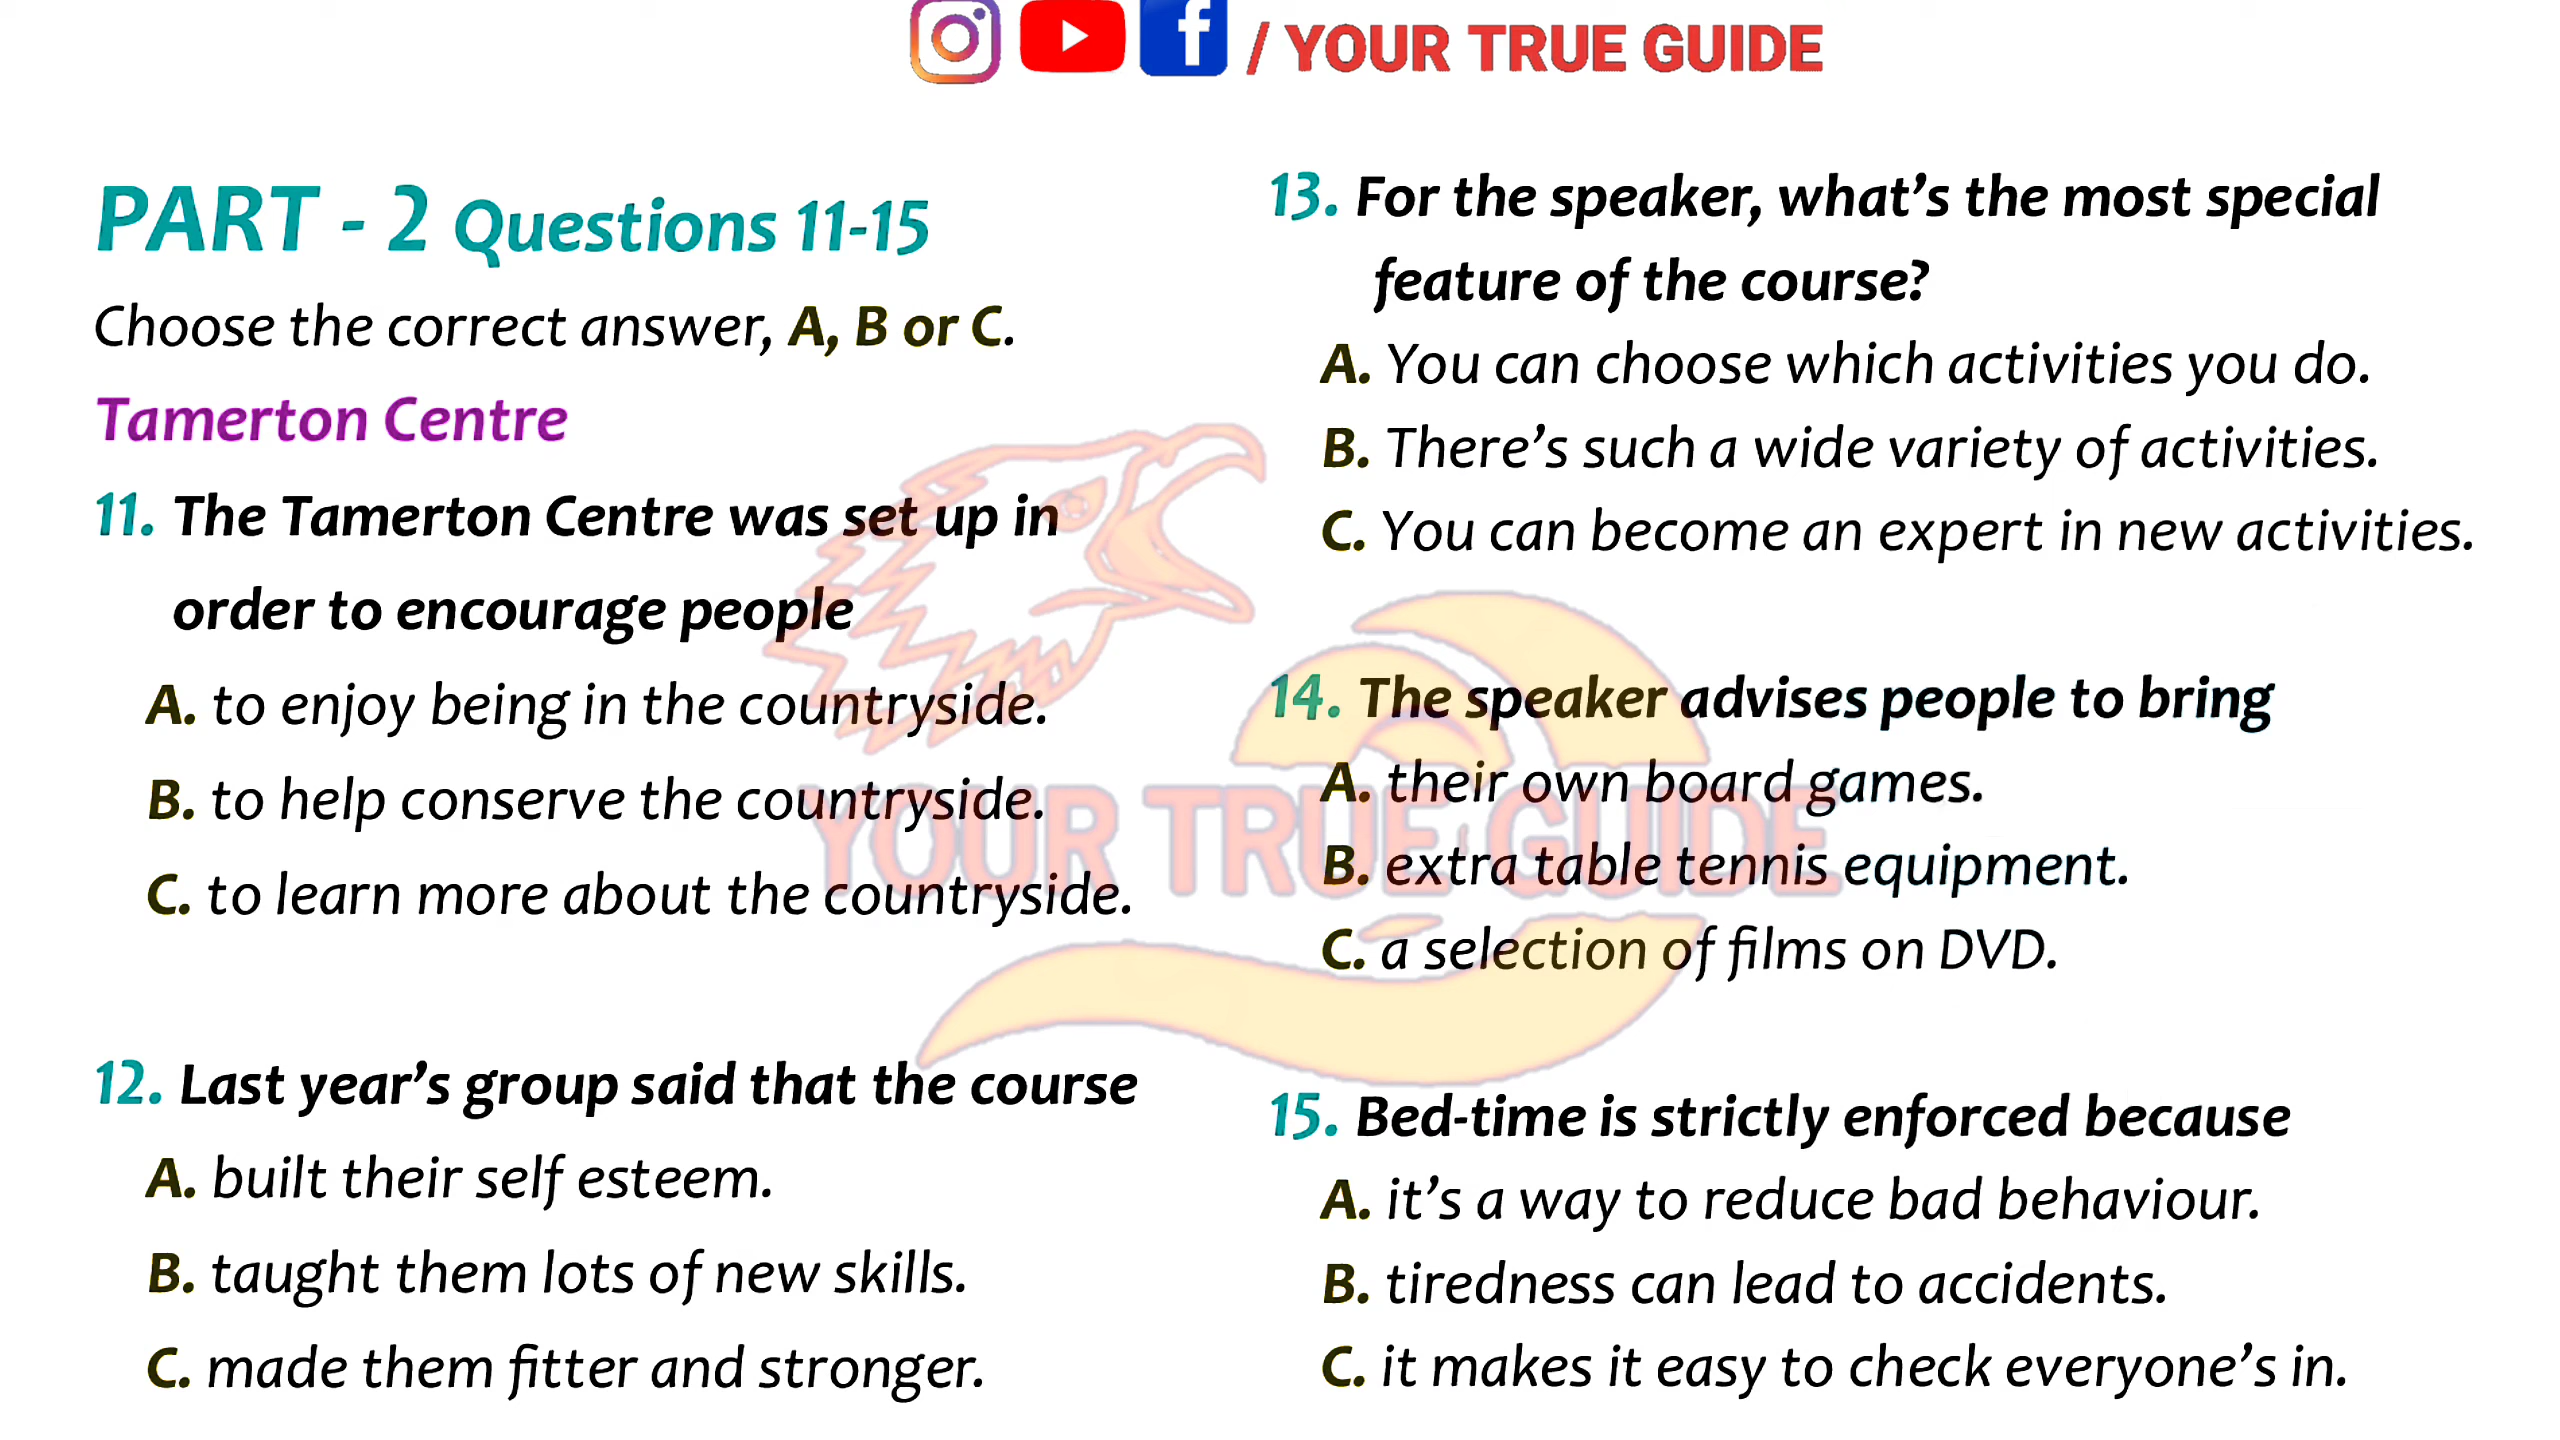 / YOUR TRUE GUIDE
PART - 2 Questions 11-15
Choose the correct answer, A, B or C.
Tamerton Centre
11. The Tamerton Centre was set up in
order to encourage people
A. to enjoy being in the countryside.
B. to help conserve the countryside.
C. to learn more about the countryside.
12. Last year's group said that the course
A. built their self esteem.
B. taught them lots of new skills.
C. made them fitter and stronger.
13. For the speaker, what's the most special
feature of the course?
A. You can choose which activities you do.
B. There's such a wide variety of activities.
C. You can become an expert in new activities.
14. The speaker advises people to bring
A. their own board games.
B. extra table tennis equipment.
C. a selection of films on DVD.
15. Bed-time is strictly enforced because
A. it's a way to reduce bad behaviour.
B. tiredness can lead to accidents.
C. it makes it easy to check everyone's in.
YOUR TRUE GUIDE